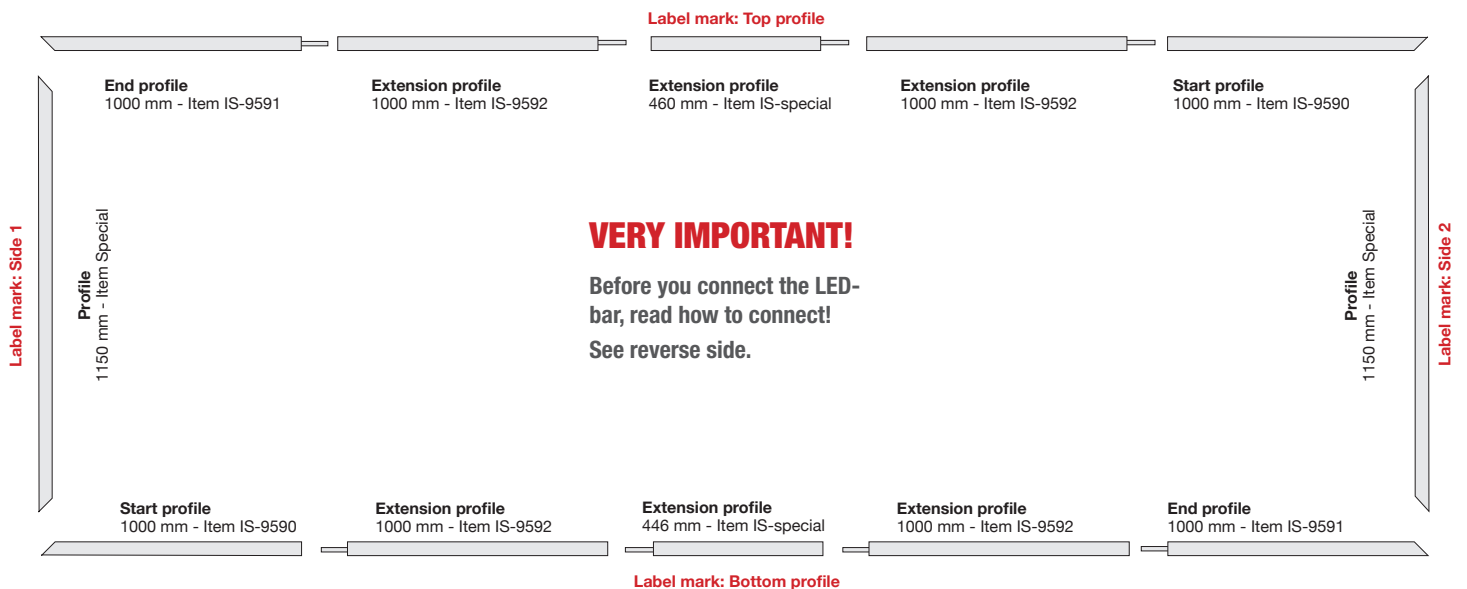 Label mark: Top profile
End profile
1000 mm - Item IS-9591
Extension profile
1000 mm - Item IS-9592
Extension profile
460 mm - Item IS-special
Extension profile
1000 mm - Item IS-9592
Start profile
1000 mm - Item IS-9590
Label mark: Side 1
Profile
1150 mm - Item Special
VERY IMPORTANT!
Before you connect the LED-
bar, read how to connect!
See reverse side.
Profile
1150 mm - Item Special
Label mark: Side 2
Start profile
1000 mm - Item IS-9590
Extension profile
1000 mm - Item IS-9592
Extension profile
446 mm - Item IS-special
Extension profile
1000 mm - Item IS-9592
End profile
1000 mm - Item IS-9591
Label mark: Bottom profile